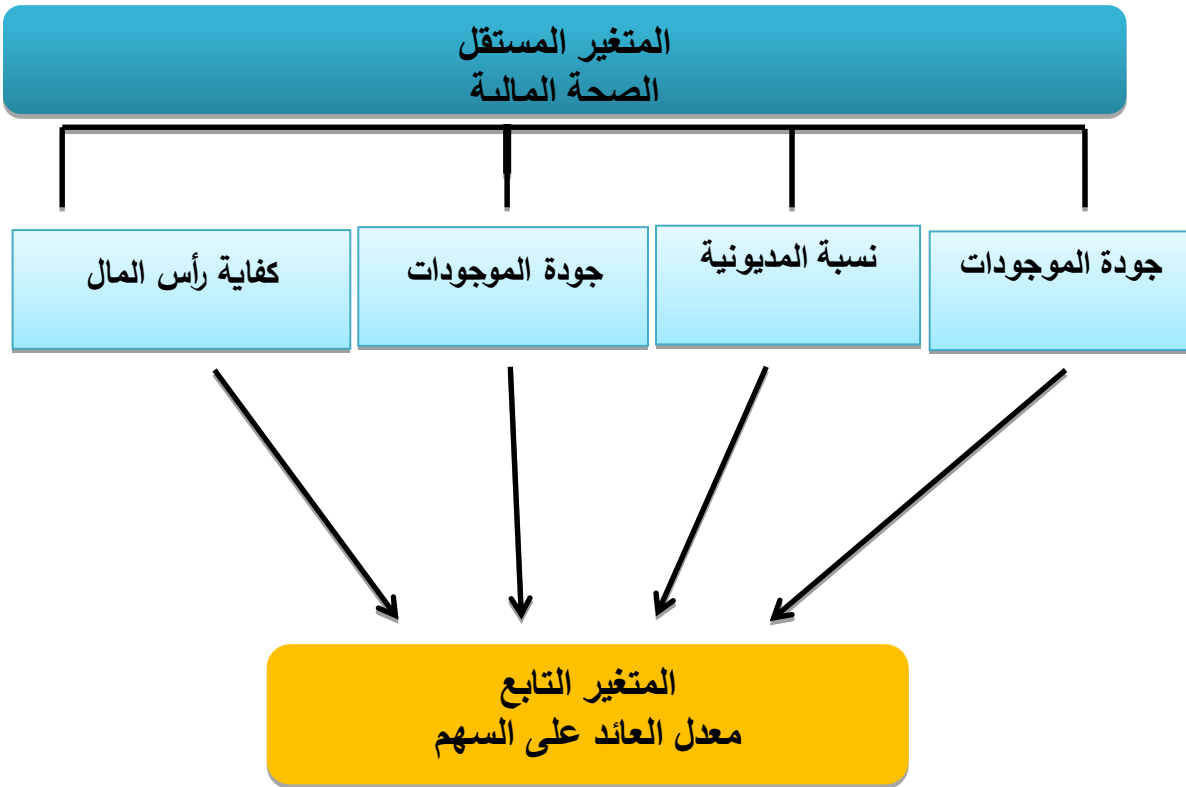 المتغير المستقل
الصحة المالية
جودة الموجودات
نسبة المديونية
جودة الموجودات
كفاية رأس المال
المتغير التابع
معدل العائد على السهم